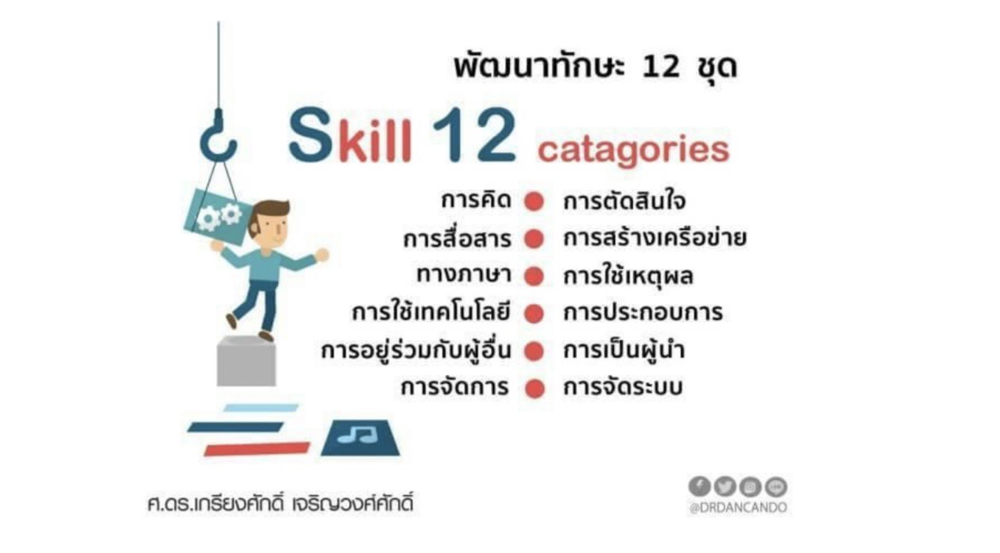 พัฒนาทักษะ 12 ชุด
Skill 12 catagories
การคิด ● การตัดสินใจ
การสื่อสาร ● การสร้างเครือข่าย
ทางภาษา ● การใช้เหตุผล
การใช้เทคโนโลยี ● การประกอบการ
การอยู่ร่วมกับผู้อื่น ● การเป็นผู้นำ
การจัดการ ● การจัดระบบ
ศ.ดร.เกรียงศักดิ์ เจริญวงศ์ศักดิ์
@DRDANCANDO